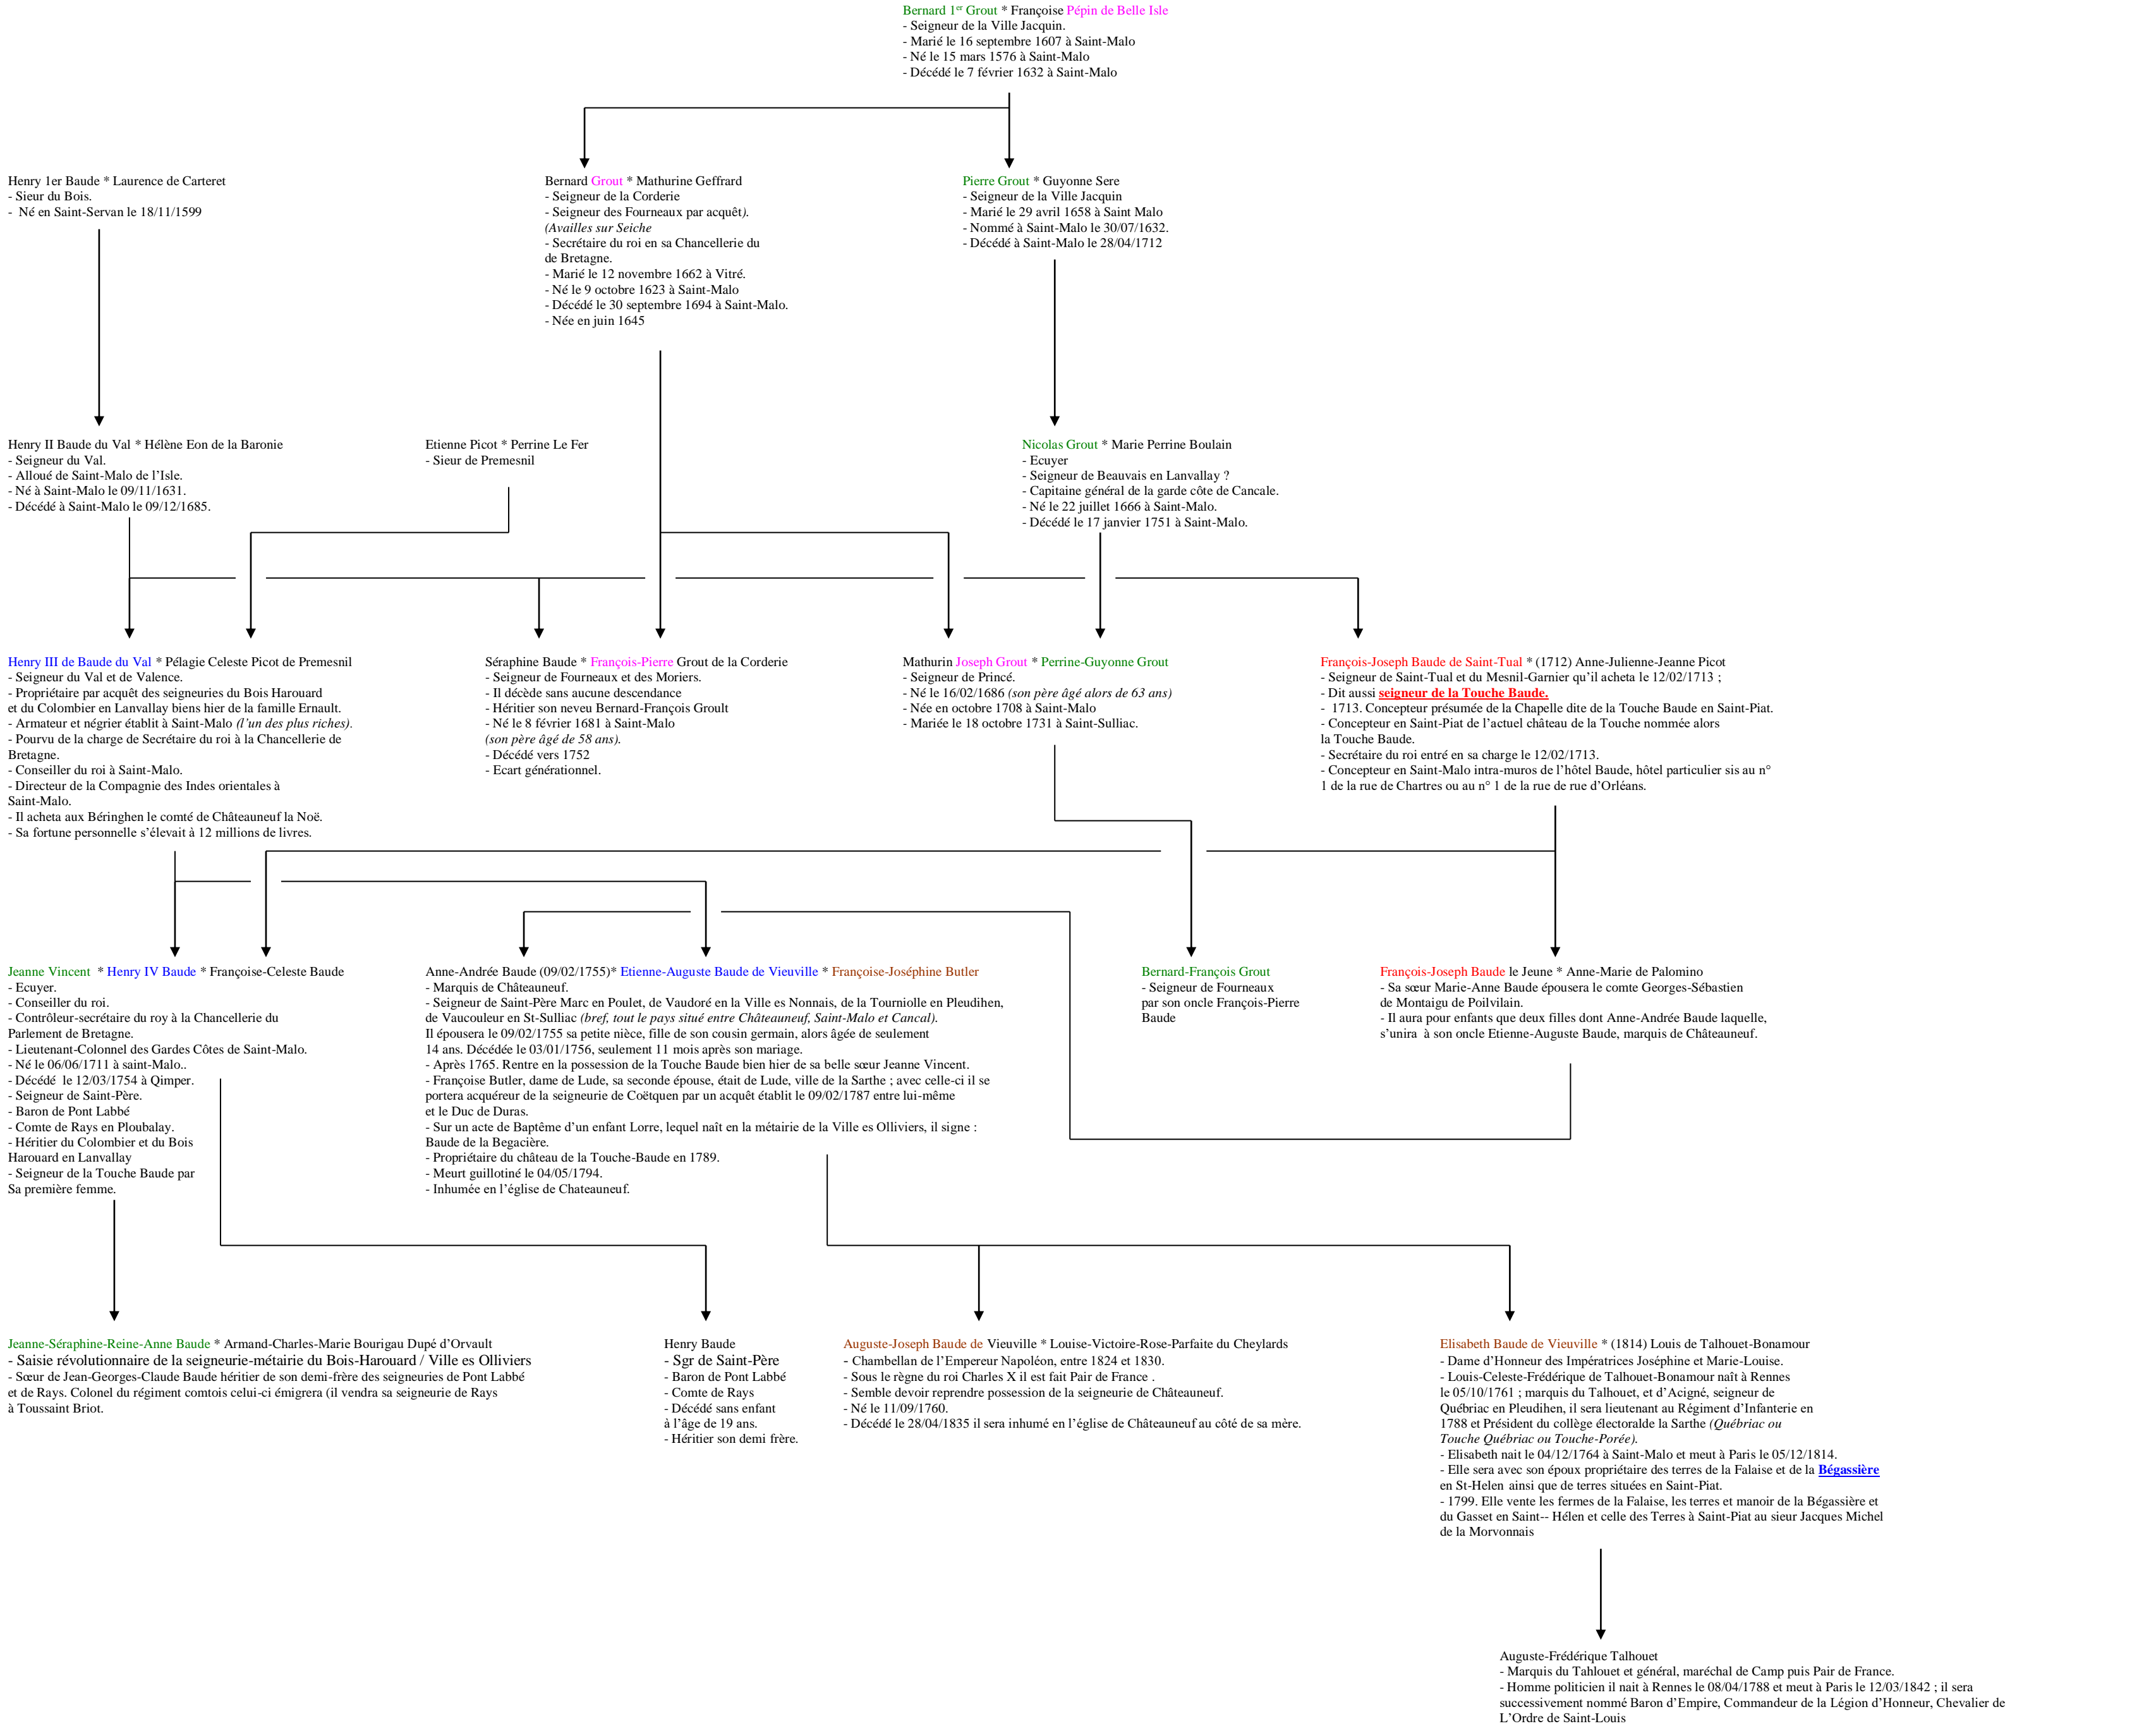 Bernard 1er Grout * Françoise Pépin de Belle Isle
- Seigneur de la Ville Jacquin.
- Marié le 16 septembre 1607 à Saint-Malo
- Né le 15 mars 1576 à Saint-Malo
- Décédé le 7 février 1632 à Saint-Malo
Henry 1er Baude * Laurence de Carteret
- Sieur du Bois.
- Né en Saint-Servan le 18/11/1599
Bernard Grout * Mathurine Geffrard
- Seigneur de la Corderie
- Seigneur des Fourneaux par acquêt).
(Availles sur Seiche
- Secrétaire du roi en sa Chancellerie du
de Bretagne.
- Marié le 12 novembre 1662 à Vitré.
- Né le 9 octobre 1623 à Saint-Malo
- Décédé le 30 septembre 1694 à Saint-Malo.
- Née en juin 1645
Pierre Grout * Guyonne Sere
- Seigneur de la Ville Jacquin
- Marié le 29 avril 1658 à Saint Malo
- Nommé à Saint-Malo le 30/07/1632.
- Décédé à Saint-Malo le 28/04/1712
Henry II Baude du Val * Hélène Eon de la Baronie
- Seigneur du Val.
- Alloué de Saint-Malo de l’Isle.
- Né à Saint-Malo le 09/11/1631.
- Décédé à Saint-Malo le 09/12/1685.
Etienne Picot * Perrine Le Fer
- Sieur de Premesnil
Nicolas Grout * Marie Perrine Boulain
- Ecuyer
- Seigneur de Beauvais en Lanvallay ?
- Capitaine général de la garde côte de Cancale.
- Né le 22 juillet 1666 à Saint-Malo.
- Décédé le 17 janvier 1751 à Saint-Malo.
Henry III de Baude du Val * Pélagie Celeste Picot de Premesnil
- Seigneur du Val et de Valence.
- Propriétaire par acquêt des seigneuries du Bois Harouard
et du Colombier en Lanvallay biens hier de la famille Ernault.
- Armateur et négrier établit à Saint-Malo (l’un des plus riches).
- Pourvu de la charge de Secrétaire du roi à la Chancellerie de
Bretagne.
- Conseiller du roi à Saint-Malo.
- Directeur de la Compagnie des Indes orientales à
Saint-Malo.
- Il acheta aux Béringhen le comté de Châteauneuf la Noë.
- Sa fortune personnelle s’élevait à 12 millions de livres.
Séraphine Baude * François-Pierre Grout de la Corderie
- Seigneur de Fourneaux et des Moriers.
- Il décède sans aucune descendance
- Héritier son neveu Bernard-François Groult
- Né le 8 février 1681 à Saint-Malo
(son père âgé de 58 ans).
- Décédé vers 1752
- Ecart générationnel.
Mathurin Joseph Grout * Perrine-Guyonne Grout
- Seigneur de Princé.
- Né le 16/02/1686 (son père âgé alors de 63 ans)
- Née en octobre 1708 à Saint-Malo
- Mariée le 18 octobre 1731 à Saint-Sulliac.
François-Joseph Baude de Saint-Tual * (1712) Anne-Julienne-Jeanne Picot
- Seigneur de Saint-Tual et du Mesnil-Garnier qu’il acheta le 12/02/1713 ;
- Dit aussi seigneur de la Touche Baude.
- 1713. Concepteur présumée de la Chapelle dite de la Touche Baude en Saint-Piat.
- Concepteur en Saint-Piat de l’actuel château de la Touche nommée alors
la Touche Baude.
- Secrétaire du roi entré en sa charge le 12/02/1713.
- Concepteur en Saint-Malo intra-muros de l’hôtel Baude, hôtel particulier sis au n°
1 de la rue de Chartres ou au n° 1 de la rue de rue d’Orléans.
Jeanne Vincent * Henry IV Baude * Françoise-Celeste Baude
- Ecuyer.
- Conseiller du roi.
- Contrôleur-secrétaire du roy à la Chancellerie du
Parlement de Bretagne.
- Lieutenant-Colonel des Gardes Côtes de Saint-Malo.
- Né le 06/06/1711 à saint-Malo..
- Décédé le 12/03/1754 à Qimper.
- Seigneur de Saint-Père.
- Baron de Pont Labbé
- Comte de Rays en Ploubalay.
- Héritier du Colombier et du Bois
Harouard en Lanvallay
- Seigneur de la Touche Baude par
Sa première femme.
Anne-Andrée Baude (09/02/1755)* Etienne-Auguste Baude de Vieuville * Françoise-Joséphine Butler
- Marquis de Châteauneuf.
- Seigneur de Saint-Père Marc en Poulet, de Vaudoré en la Ville es Nonnais, de la Tourniolle en Pleudihen,
de Vaucouleur en St-Sulliac (bref, tout le pays situé entre Châteauneuf, Saint-Malo et Cancal).
Il épousera le 09/02/1755 sa petite nièce, fille de son cousin germain, alors âgée de seulement
14 ans. Décédée le 03/01/1756, seulement 11 mois après son mariage.
- Après 1765. Rentre en la possession de la Touche Baude bien hier de sa belle sœur Jeanne Vincent.
- Françoise Butler, dame de Lude, sa seconde épouse, était de Lude, ville de la Sarthe ; avec celle-ci il se
portera acquéreur de la seigneurie de Coëtquen par un acquêt établit le 09/02/1787 entre lui-même
et le Duc de Duras.
- Sur un acte de Baptême d’un enfant Lorre, lequel naît en la métairie de la Ville es Olliviers, il signe :
Baude de la Begacière.
- Propriétaire du château de la Touche-Baude en 1789.
- Meurt guillotiné le 04/05/1794.
- Inhumée en l’église de Chateauneuf.
Bernard-François Grout
- Seigneur de Fourneaux
par son oncle François-Pierre
Baude
François-Joseph Baude le Jeune * Anne-Marie de Palomino
- Sa sœur Marie-Anne Baude épousera le comte Georges-Sébastien
de Montaigu de Poilvilain.
- Il aura pour enfants que deux filles dont Anne-Andrée Baude laquelle,
s’unira à son oncle Etienne-Auguste Baude, marquis de Châteauneuf.
Jeanne-Séraphine-Reine-Anne Baude * Armand-Charles-Marie Bourigau Dupé d’Orvault
- Saisie révolutionnaire de la seigneurie-métairie du Bois-Harouard / Ville es Olliviers
- Sœur de Jean-Georges-Claude Baude héritier de son demi-frère des seigneuries de Pont Labbé
et de Rays. Colonel du régiment comtois celui-ci émigrera (il vendra sa seigneurie de Rays
à Toussaint Briot.
Henry Baude
- Sgr de Saint-Père
- Baron de Pont Labbé
- Comte de Rays
- Décédé sans enfant
à l’âge de 19 ans.
- Héritier son demi frère.
Auguste-Joseph Baude de Vieuville * Louise-Victoire-Rose-Parfaite du Cheylards
- Chambellan de l’Empereur Napoléon, entre 1824 et 1830.
- Sous le règne du roi Charles X il est fait Pair de France .
- Semble devoir reprendre possession de la seigneurie de Châteauneuf.
- Né le 11/09/1760.
- Décédé le 28/04/1835 il sera inhumé en l’église de Châteauneuf au côté de sa mère.
Elisabeth Baude de Vieuville * (1814) Louis de Talhouet-Bonamour
- Dame d’Honneur des Impératrices Joséphine et Marie-Louise.
- Louis-Celeste-Frédérique de Talhouet-Bonamour naît à Rennes
le 05/10/1761 ; marquis du Talhouet, et d’Acigné, seigneur de
Québriac en Pleudihen, il sera lieutenant au Régiment d’Infanterie en
1788 et Président du collège électoralde la Sarthe (Québriac ou
Touche Québriac ou Touche-Porée).
- Elisabeth nait le 04/12/1764 à Saint-Malo et meut à Paris le 05/12/1814.
- Elle sera avec son époux propriétaire des terres de la Falaise et de la Bégassière
en St-Helen ainsi que de terres situées en Saint-Piat.
- 1799. Elle vente les fermes de la Falaise, les terres et manoir de la Bégassière et
du Gasset en Saint-- Hélen et celle des Terres à Saint-Piat au sieur Jacques Michel
de la Morvonnais
Auguste-Frédérique Talhouet
- Marquis du Tahlouet et général, maréchal de Camp puis Pair de France.
- Homme politicien il nait à Rennes le 08/04/1788 et meut à Paris le 12/03/1842 ; il sera
successivement nommé Baron d’Empire, Commandeur de la Légion d’Honneur, Chevalier de
L’Ordre de Saint-Louis